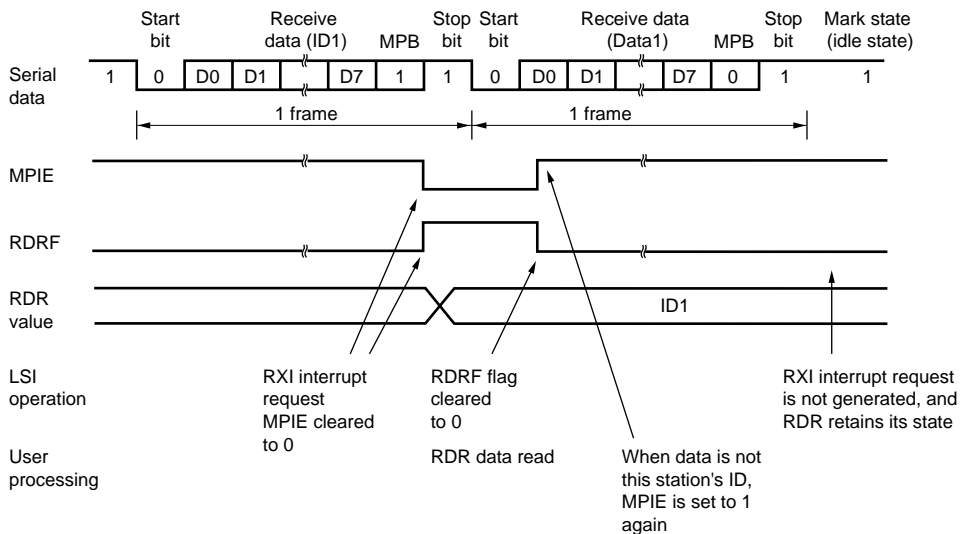 Start bit Receive data (ID1) MPB Stop bit Start bit Receive data (Data1) MPB Stop bit Mark state (idle state)
Serial data 1 0 D0 D1 D7 1 1 0 D0 D1 D7 0 1 1
1 frame 1 frame
MPIE
RDRF
RDR value ID1
LSI operation
RXI interrupt request MPIE cleared to 0
RDRF flag cleared to 0
RXI interrupt request is not generated, and RDR retains its state
User processing
RDR data read
When data is not this station's ID, MPIE is set to 1 again